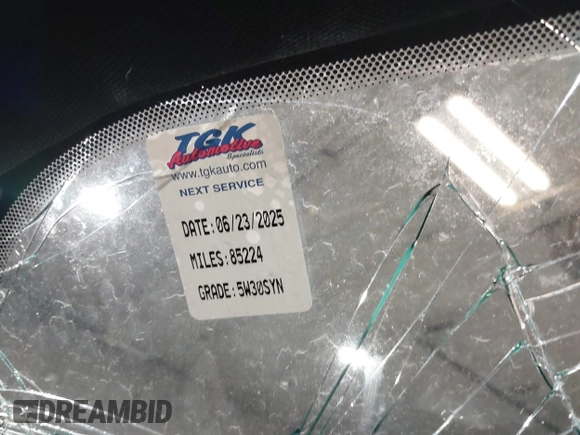 TGK
Automotive
Specialists
www.tgkauto.com
NEXT SERVICE
DATE:06/23/2025
MILES:85224
GRADE:5W30SYN
DREAMBID